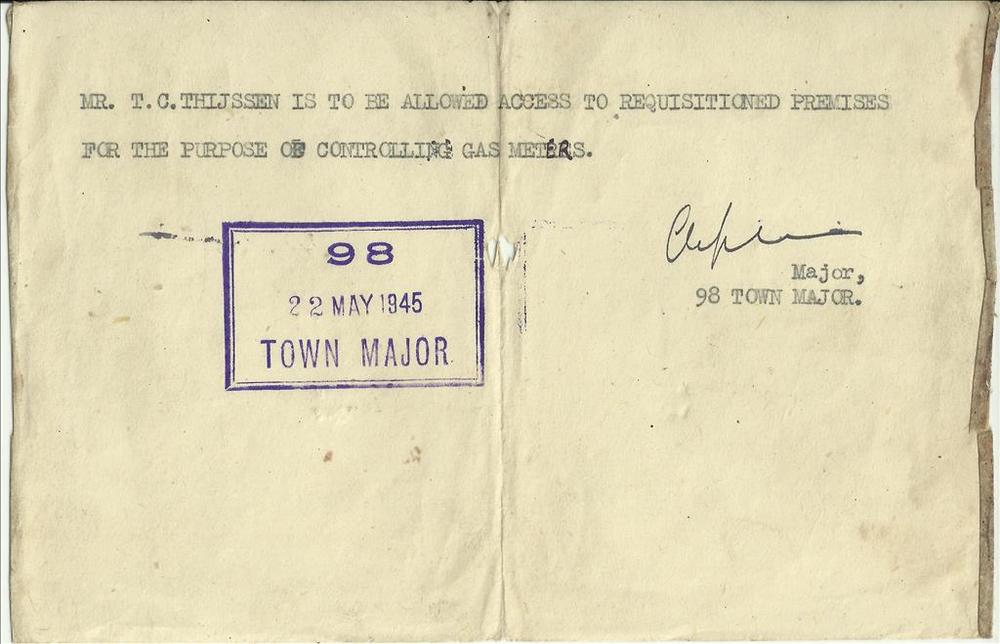 MR. T.C.THIJSSEN IS TO BE ALLOWED ACCESS TO REQUISITIONED PREMISES
FOR THE PURPOSE OF CONTROLLING GAS METERS.
98
22 MAY 1945
TOWN MAJOR
Major,
98 TOWN MAJOR.